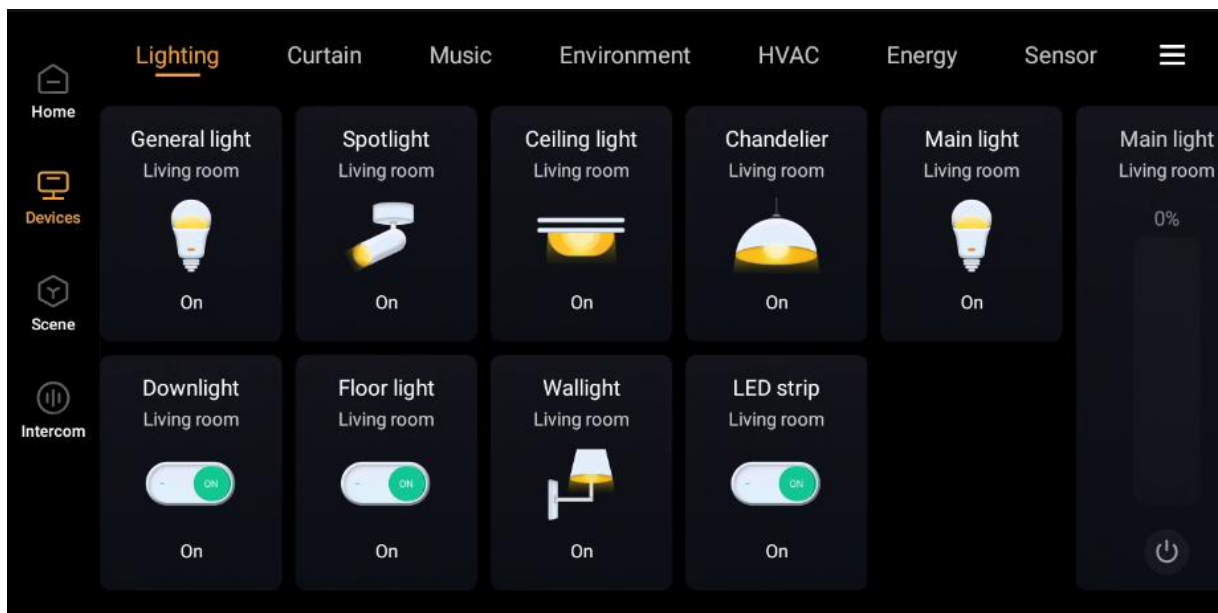 Lighting Curtain Music Environment HVAC Energy Sensor
Home
Devices
Scene
Intercom
General light
Living room
On
Spotlight
Living room
On
Ceiling light
Living room
On
Chandelier
Living room
On
Main light
Living room
On
Main light
Living room
0%
Downlight
Living room
ON
On
Floor light
Living room
ON
On
Wallight
Living room
On
LED strip
Living room
ON
On